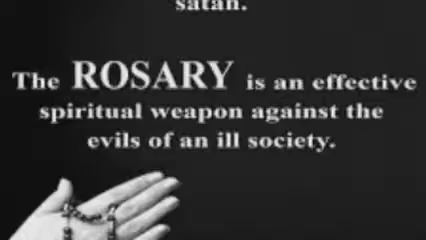 satan.
The ROSARY is an effective
spiritual weapon against the
evils of an ill society.